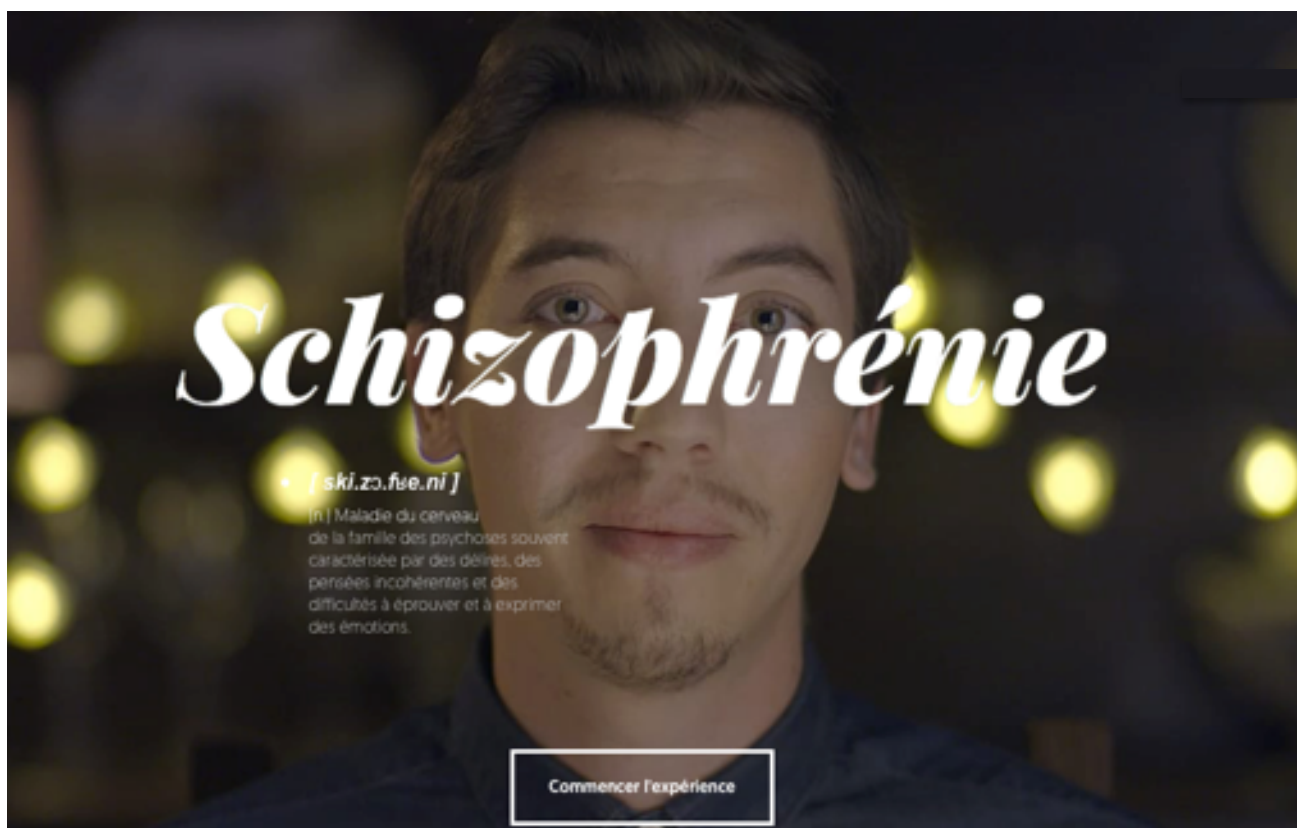 Schizophrénie
[ ski.zɔ.fʁe.ni ]
[n.] Maladie du cerveau
de la famille des psychoses souvent
caractérisée par des délires, des
pensées incohérentes et des
difficultés à éprouver et à exprimer
des émotions.
Commencer l'expérience